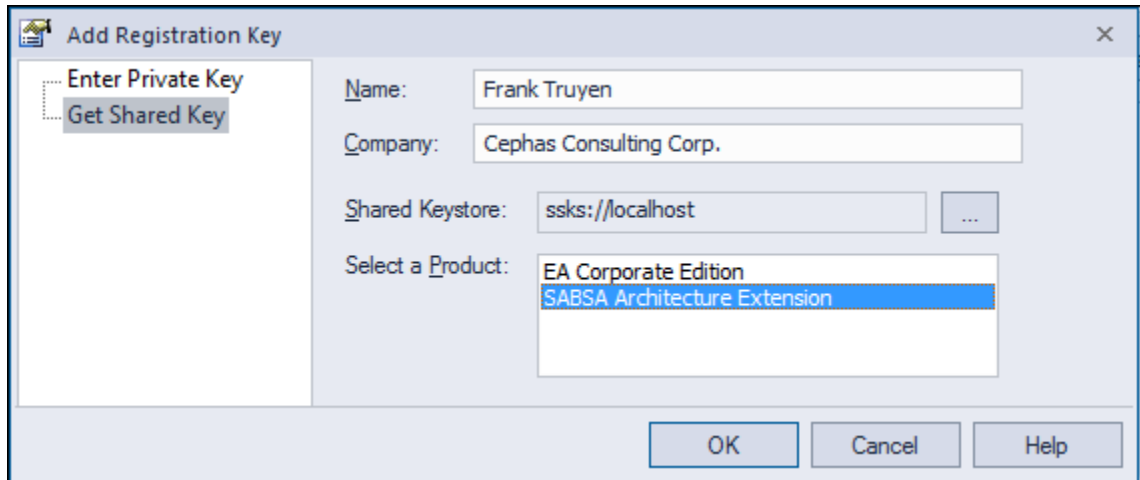 Add Registration Key
Enter Private Key
Get Shared Key
Name: Frank Truyen
Company: Cephas Consulting Corp.
Shared Keystore: ssks://localhost ...
Select a Product:
EA Corporate Edition
SABSA Architecture Extension
OK Cancel Help